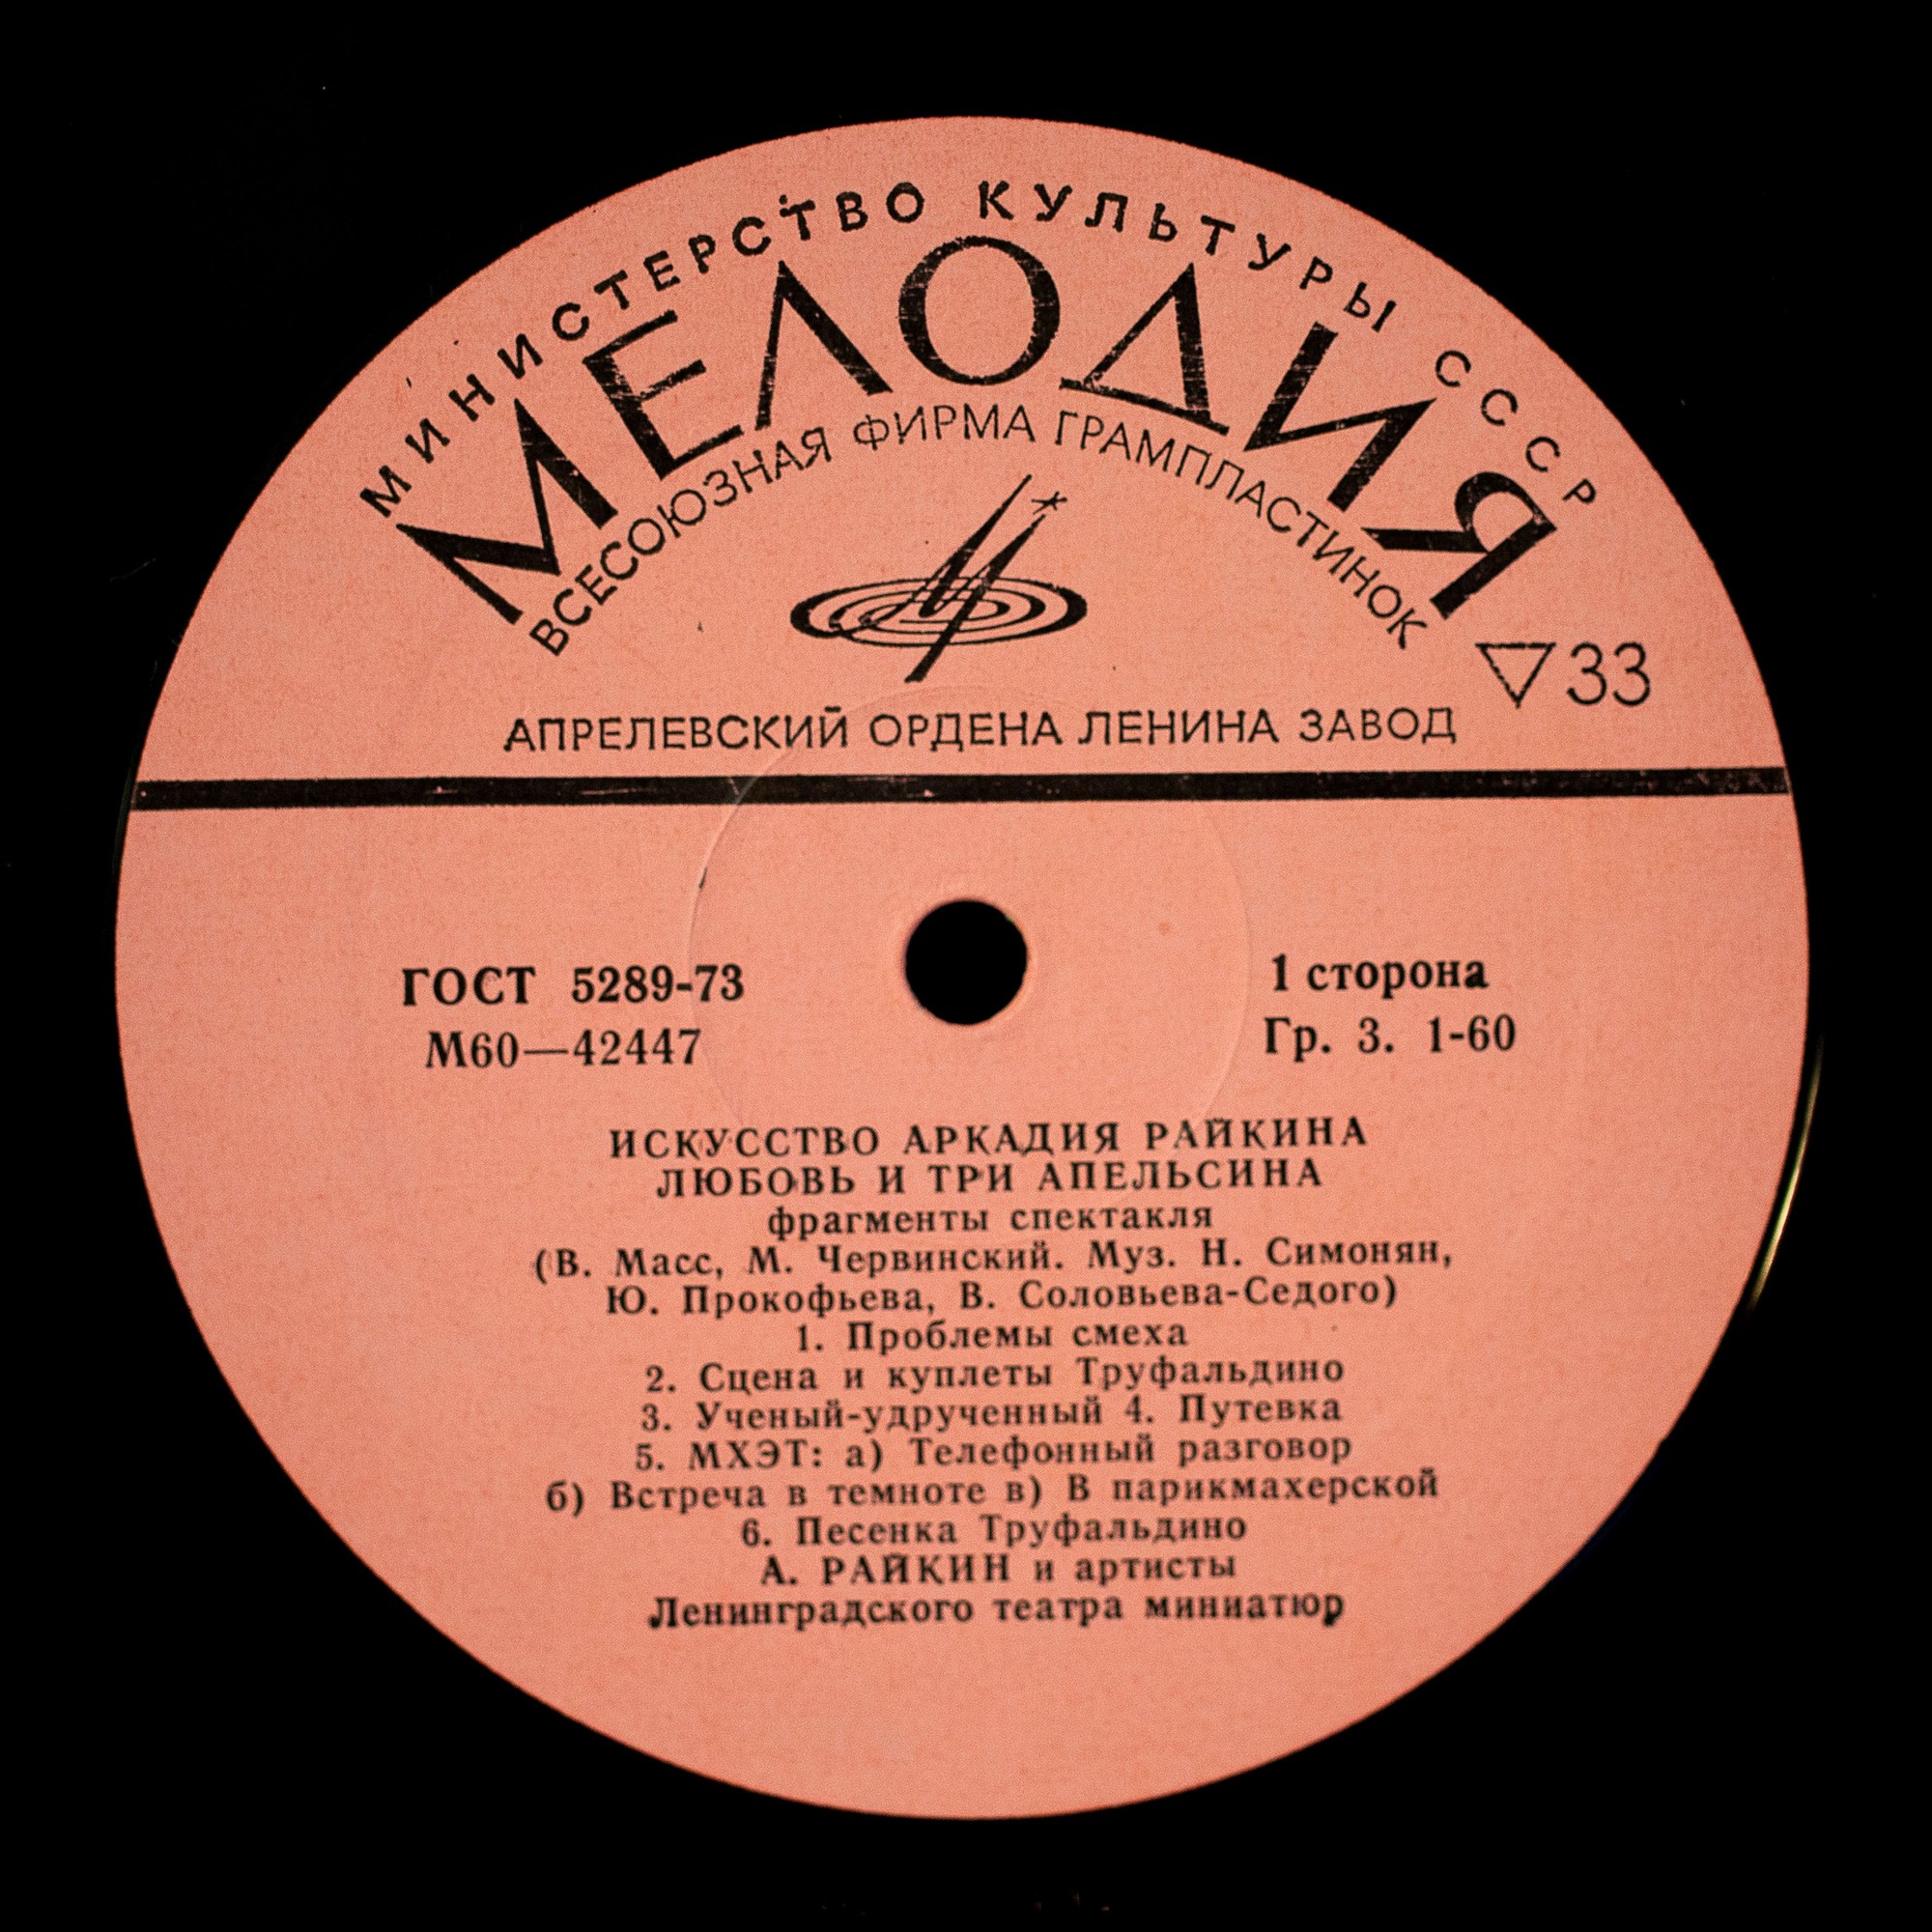 МИНИСТЕРСТВО КУЛЬТУРЫ СССР
МЕЛОДИЯ
ВСЕСОЮЗНАЯ ФИРМА ГРАМПЛАСТИНОК
33
АПРЕЛЕВСКИЙ ОРДЕНА ЛЕНИНА ЗАВОД
ГОСТ 5289-73
М60—42447
1 сторона
Гр. 3. 1-60
ИСКУССТВО АРКАДИЯ РАЙКИНА
ЛЮБОВЬ И ТРИ АПЕЛЬСИНА
фрагменты спектакля
(В. Масс, М. Червинский. Муз. Н. Симонян,
Ю. Прокофьева, В. Соловьева-Седого)
1. Проблемы смеха
2. Сцена и куплеты Труфальдино
3. Ученый-удрученный 4. Путевка
5. МХЭТ: а) Телефонный разговор
б) Встреча в темноте в) В парикмахерской
6. Песенка Труфальдино
А. РАЙКИН и артисты
Ленинградского театра миниатюр